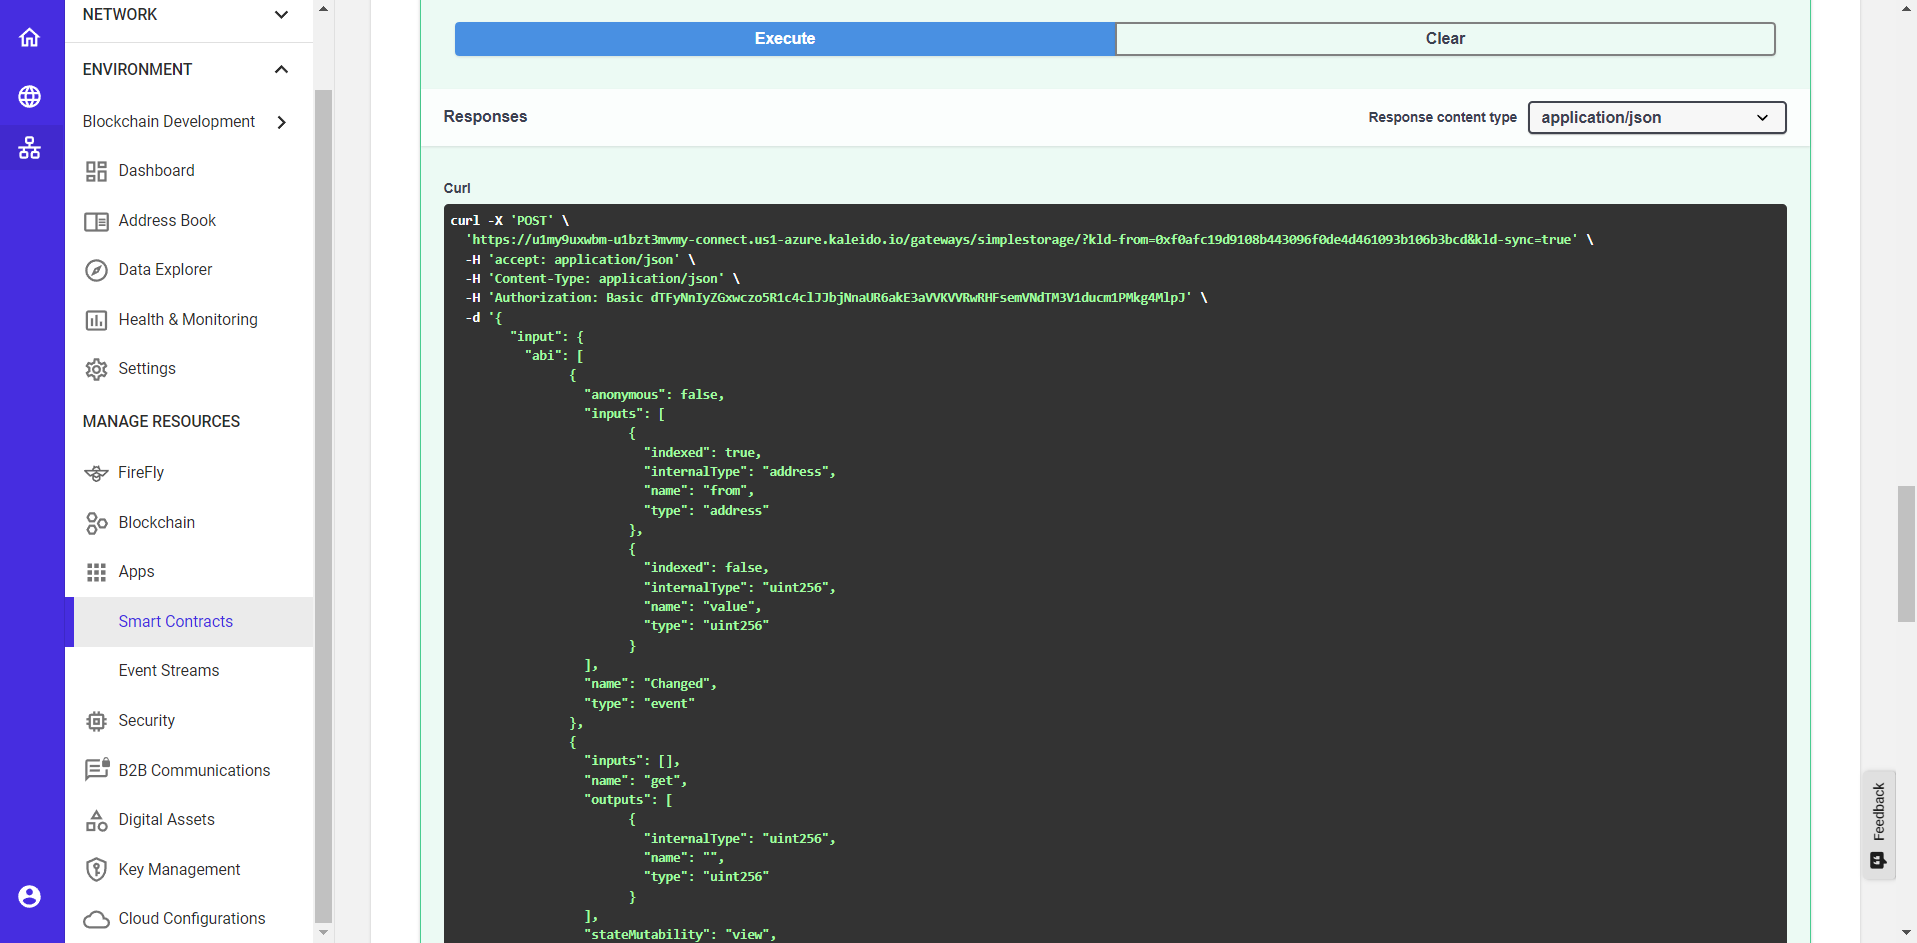 NETWORK
ENVIRONMENT
Blockchain Development
Dashboard
Address Book
Data Explorer
Health & Monitoring
Settings
MANAGE RESOURCES
FireFly
Blockchain
Apps
Smart Contracts
Event Streams
Security
B2B Communications
Digital Assets
Key Management
Cloud Configurations
Execute
Clear
Responses
Response content type
application/json
Curl
curl -X 'POST' \
'https://u1my9uxwbm-u1bzt3mvmy-connect.us1-azure.kaleido.io/gateways/simplestorage/?kld-from=0xf0afc19d9108b443096f0de4d461093b106b3bcd&kld-sync=true' \
-H 'accept: application/json' \
-H 'Content-Type: application/json' \
-H 'Authorization: Basic dTFyNnIyZGxwczo5R1c4clJJbjNnaUR6akE3aVVKVVRwRHFsemVNdTM3V1ducm1PMkg4MlpJ' \
-d '{
"input": {
"abi": [
{
"anonymous": false,
"inputs": [
{
"indexed": true,
"internalType": "address",
"name": "from",
"type": "address"
},
{
"indexed": false,
"internalType": "uint256",
"name": "value",
"type": "uint256"
}
],
"name": "Changed",
"type": "event"
},
{
"inputs": [],
"name": "get",
"outputs": [
{
"internalType": "uint256",
"name": "",
"type": "uint256"
}
],
"stateMutability": "view",
Feedback